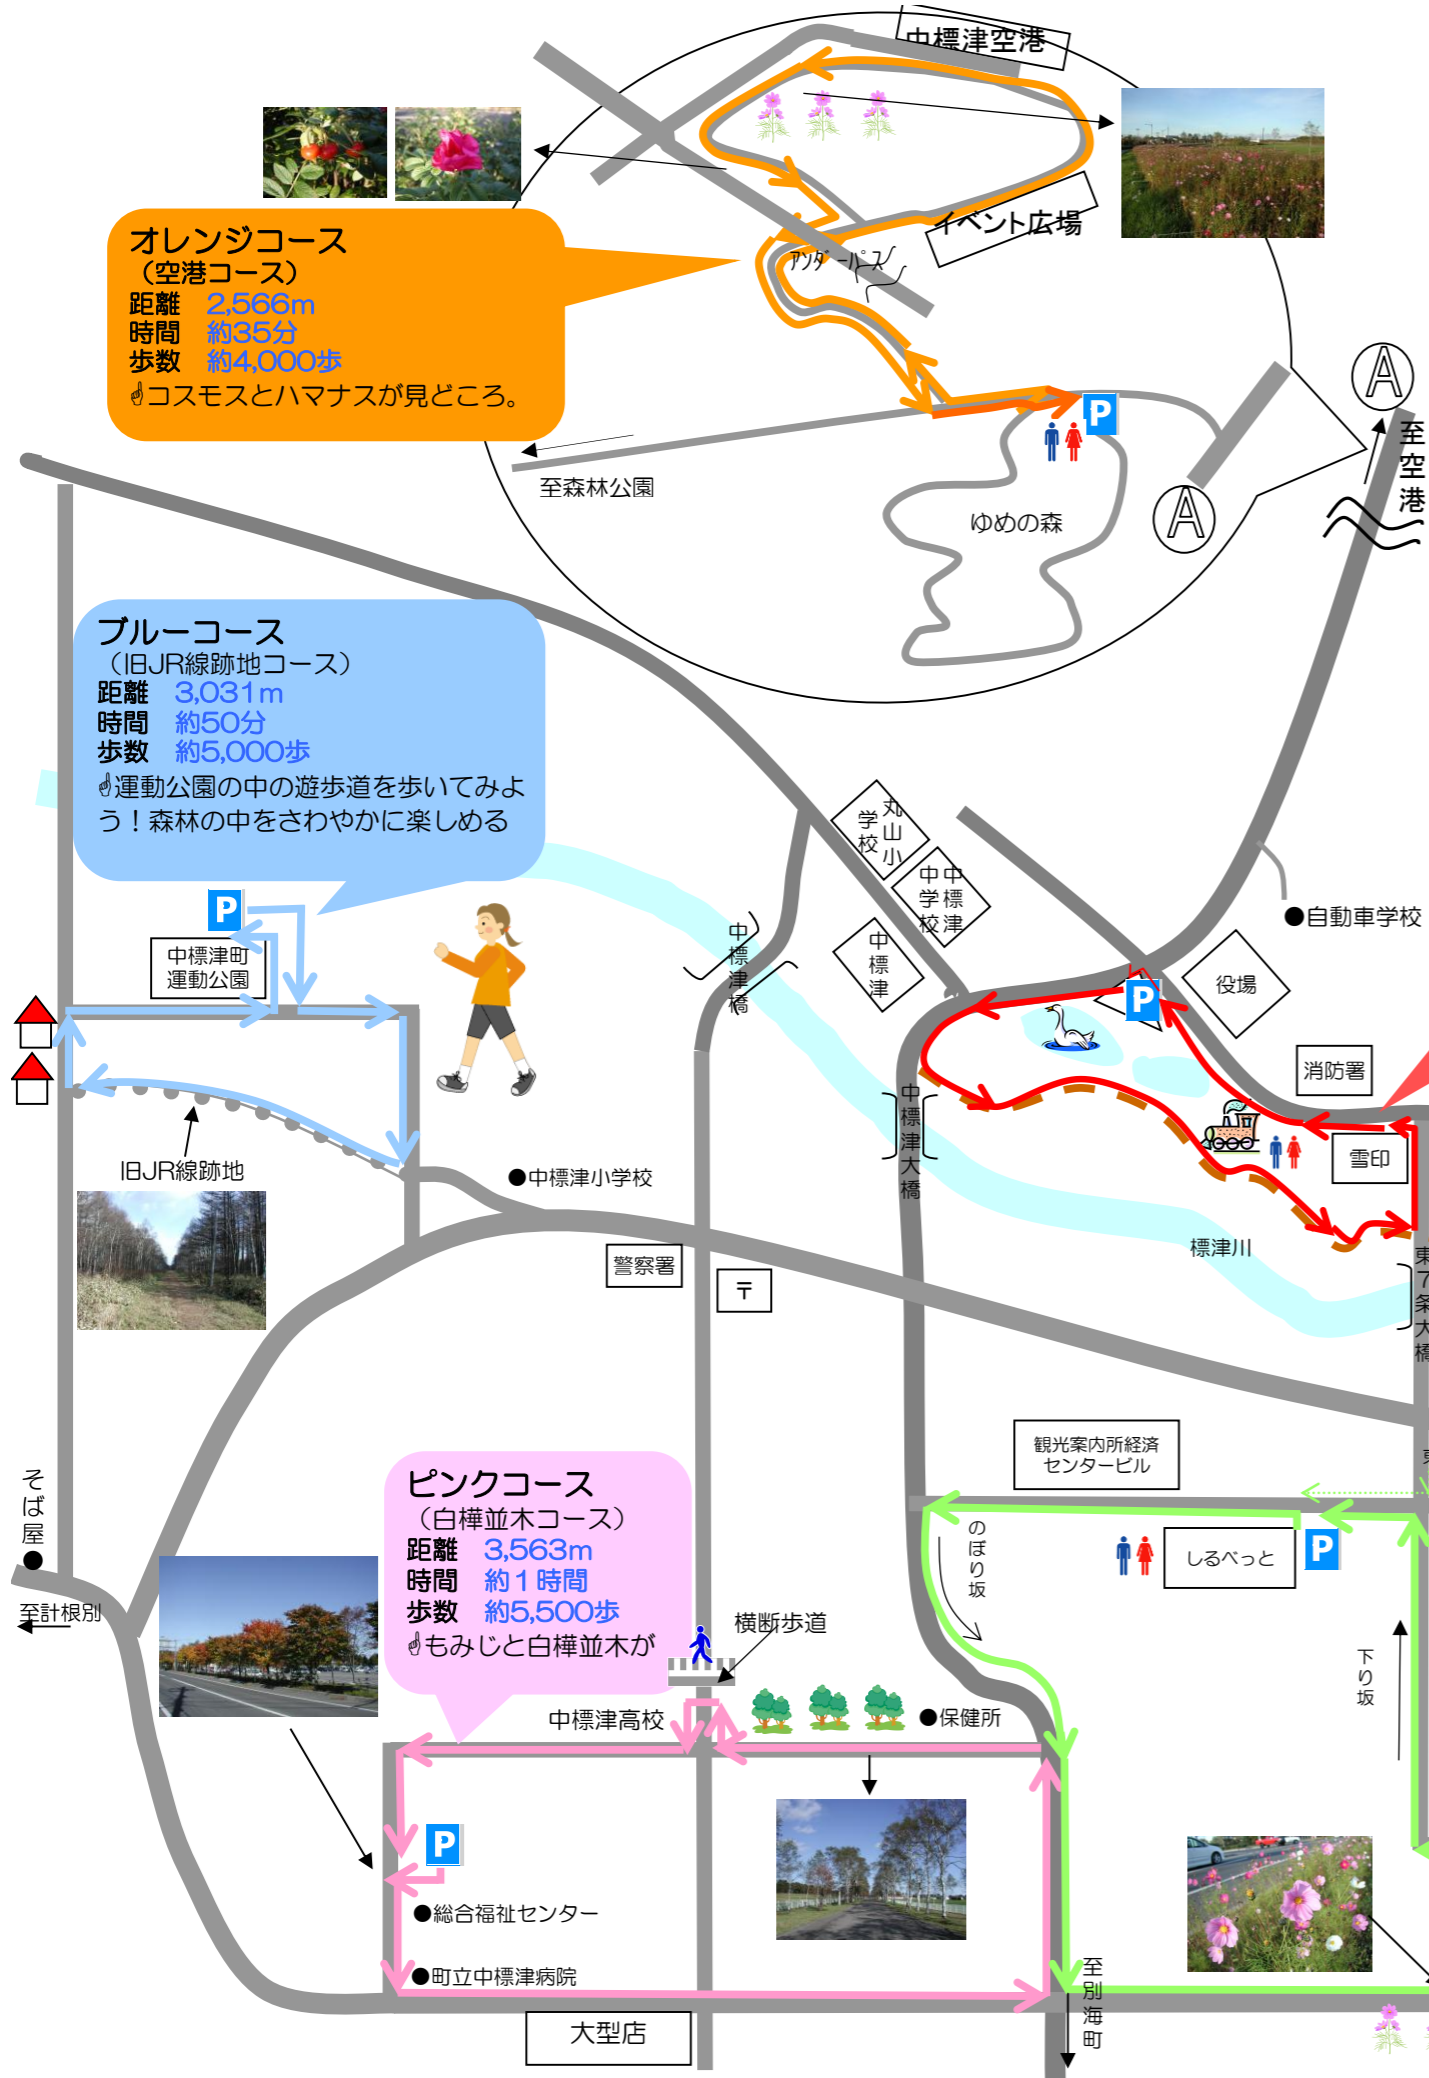 中標津空港
イベント広場
アンダーパス
オレンジコース
（空港コース）
距離　2,566m
時間　約35分
歩数　約4,000歩
☝コスモスとハマナスが見どころ。
P
至森林公園
ゆめの森
A
A
至空港
ブルーコース
（旧JR線跡地コース）
距離　3,031m
時間　約50分
歩数　約5,000歩
☝運動公園の中の遊歩道を歩いてみよ
う！森林の中をさわやかに楽しめる
P
中標津町
運動公園
旧JR線跡地
丸山小
学校
中標津
中学校
中標津
中標津橋
●自動車学校
役場
P
消防署
雪印
中標津大橋
標津川
東7条大橋
●中標津小学校
警察署
〒
そば屋●
至計根別
観光案内所経済
センタービル
のぼり坂
しるべっと
P
下り坂
ピンクコース
（白樺並木コース）
距離　3,563m
時間　約1時間
歩数　約5,500歩
☝もみじと白樺並木が
横断歩道
中標津高校
●保健所
P
●総合福祉センター
●町立中標津病院
大型店
至別海町